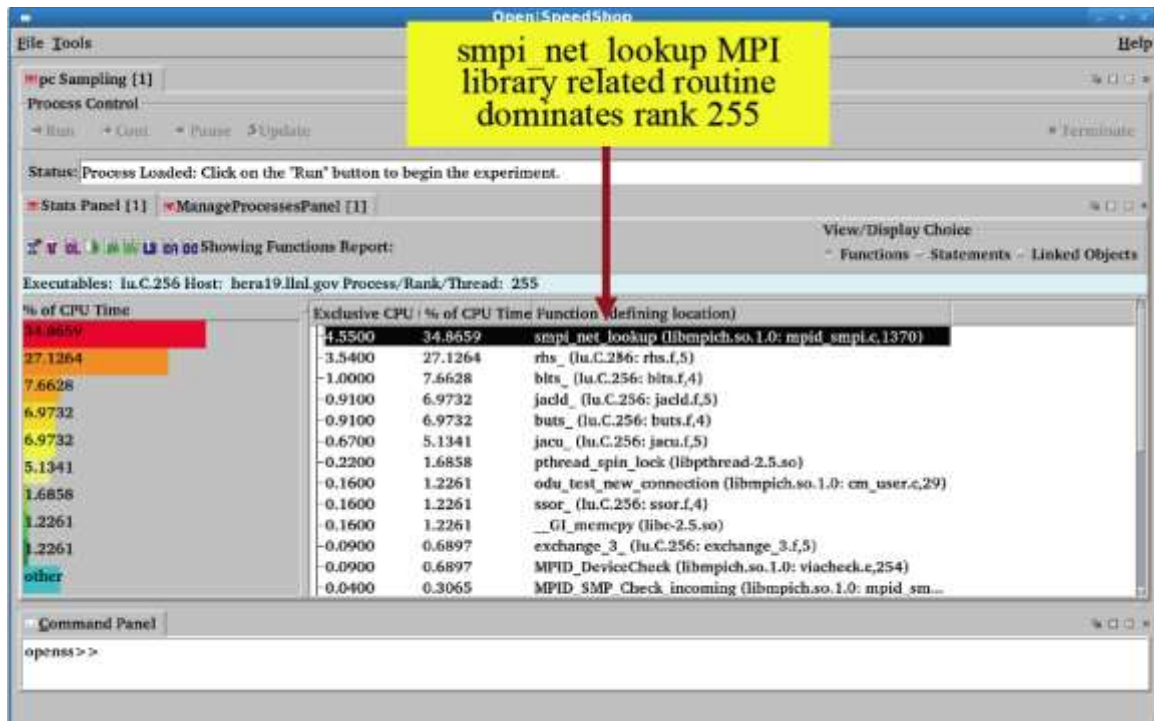 Open|SpeedShop
File Tools Help
smpi_net_lookup MPI
library related routine
dominates rank 255
pc Sampling [1]
Process Control
Run Cont Pause Update Terminate
Status: Process Loaded: Click on the "Run" button to begin the experiment.
Stats Panel [1] ManageProcessesPanel [1]
View/Display Choice
Showing Functions Report:
Functions Statements Linked Objects
Executables: lu.C.256 Host: hera19.llnl.gov Process/Rank/Thread: 255
% of CPU Time
34.8659
27.1264
7.6628
6.9732
6.9732
5.1341
1.6858
1.2261
1.2261
other
Exclusive CPU % of CPU Time Function (defining location)
4.5500 34.8659 smpi_net_lookup (libmpich.so.1.0: mpid_smpi.c,1370)
3.5400 27.1264 rhs_ (lu.C.256: rhs.f,5)
1.0000 7.6628 blts_ (lu.C.256: blts.f,4)
0.9100 6.9732 jacld_ (lu.C.256: jacld.f,5)
0.9100 6.9732 buts_ (lu.C.256: buts.f,4)
0.6700 5.1341 jacu_ (lu.C.256: jacu.f,5)
0.2200 1.6858 pthread_spin_lock (libpthread-2.5.so)
0.1600 1.2261 odu_test_new_connection (libmpich.so.1.0: cm_user.c,29)
0.1600 1.2261 ssor_ (lu.C.256: ssor.f,4)
0.1600 1.2261 __GI_memcpy (libc-2.5.so)
0.0900 0.6897 exchange_3_ (lu.C.256: exchange_3.f,5)
0.0900 0.6897 MPID_DeviceCheck (libmpich.so.1.0: viacheck.c,254)
0.0400 0.3065 MPID_SMP_Check_incoming (libmpich.so.1.0: mpid_sm...
Command Panel
openss>>